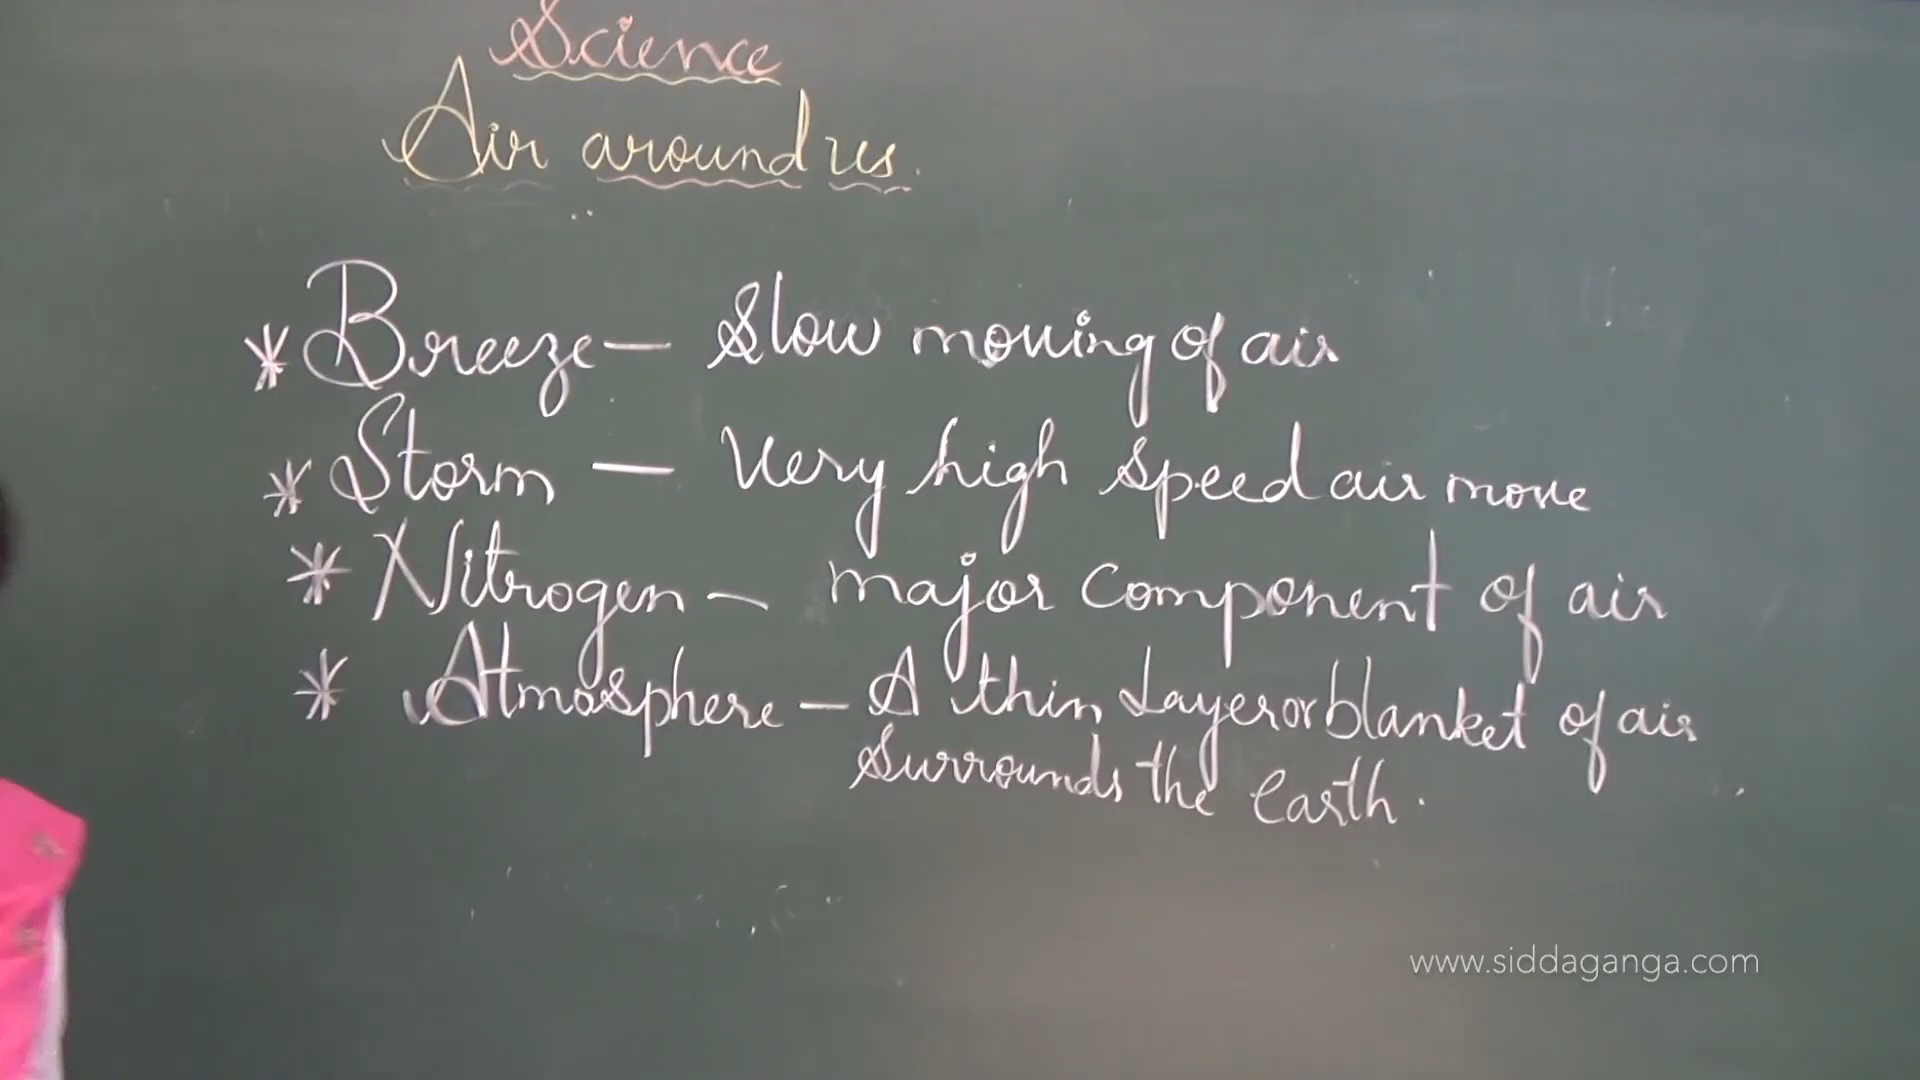 Science
Air around us.
* Breeze — Slow moving of air
* Storm — Very high speed air move
* Nitrogen — major component of air
* Atmosphere — A thin Layer or blanket of air
Surrounds the earth.
www.siddaganga.com